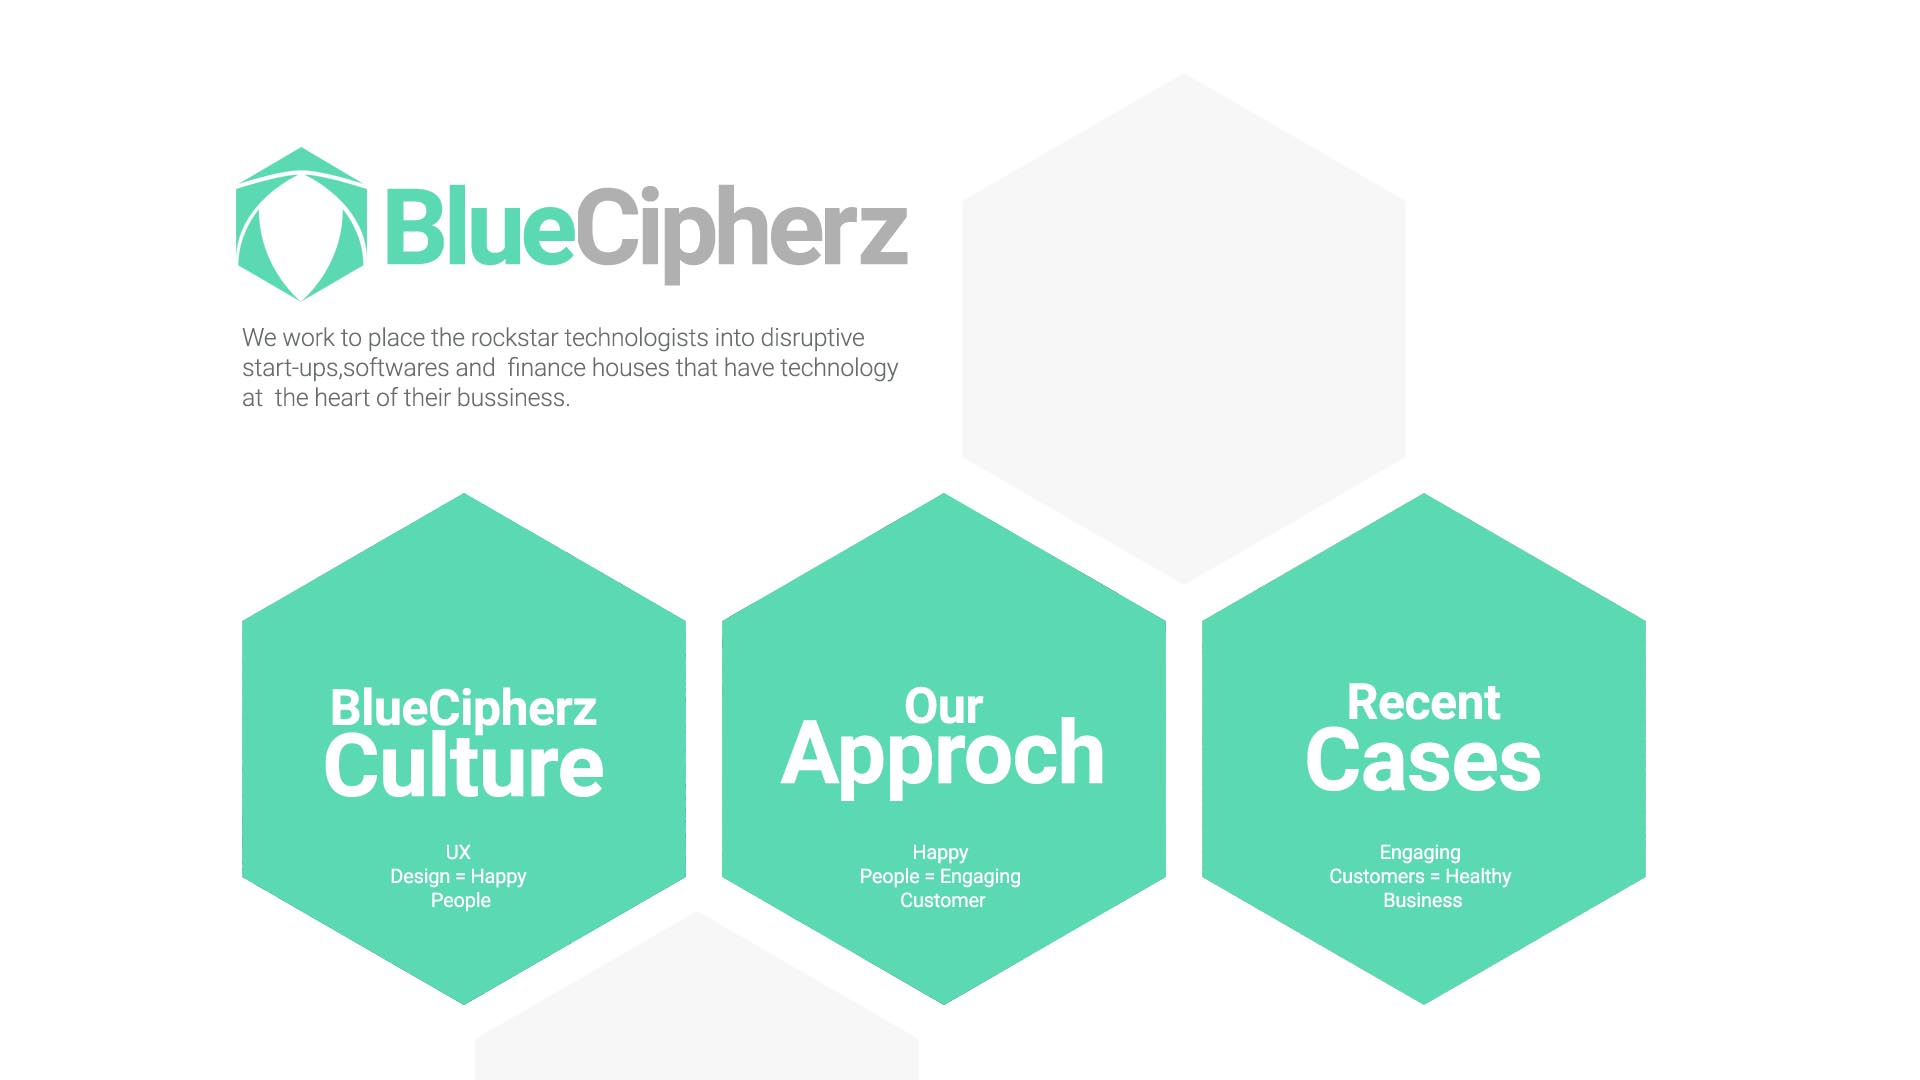 BlueCipherz
We work to place the rockstar technologists into disruptive
start-ups,softwares and  finance houses that have technology
at  the heart of their bussiness.
BlueCipherz
Culture
UX
Design = Happy
People
Our
Approch
Happy
People = Engaging
Customer
Recent
Cases
Engaging
Customers = Healthy
Business